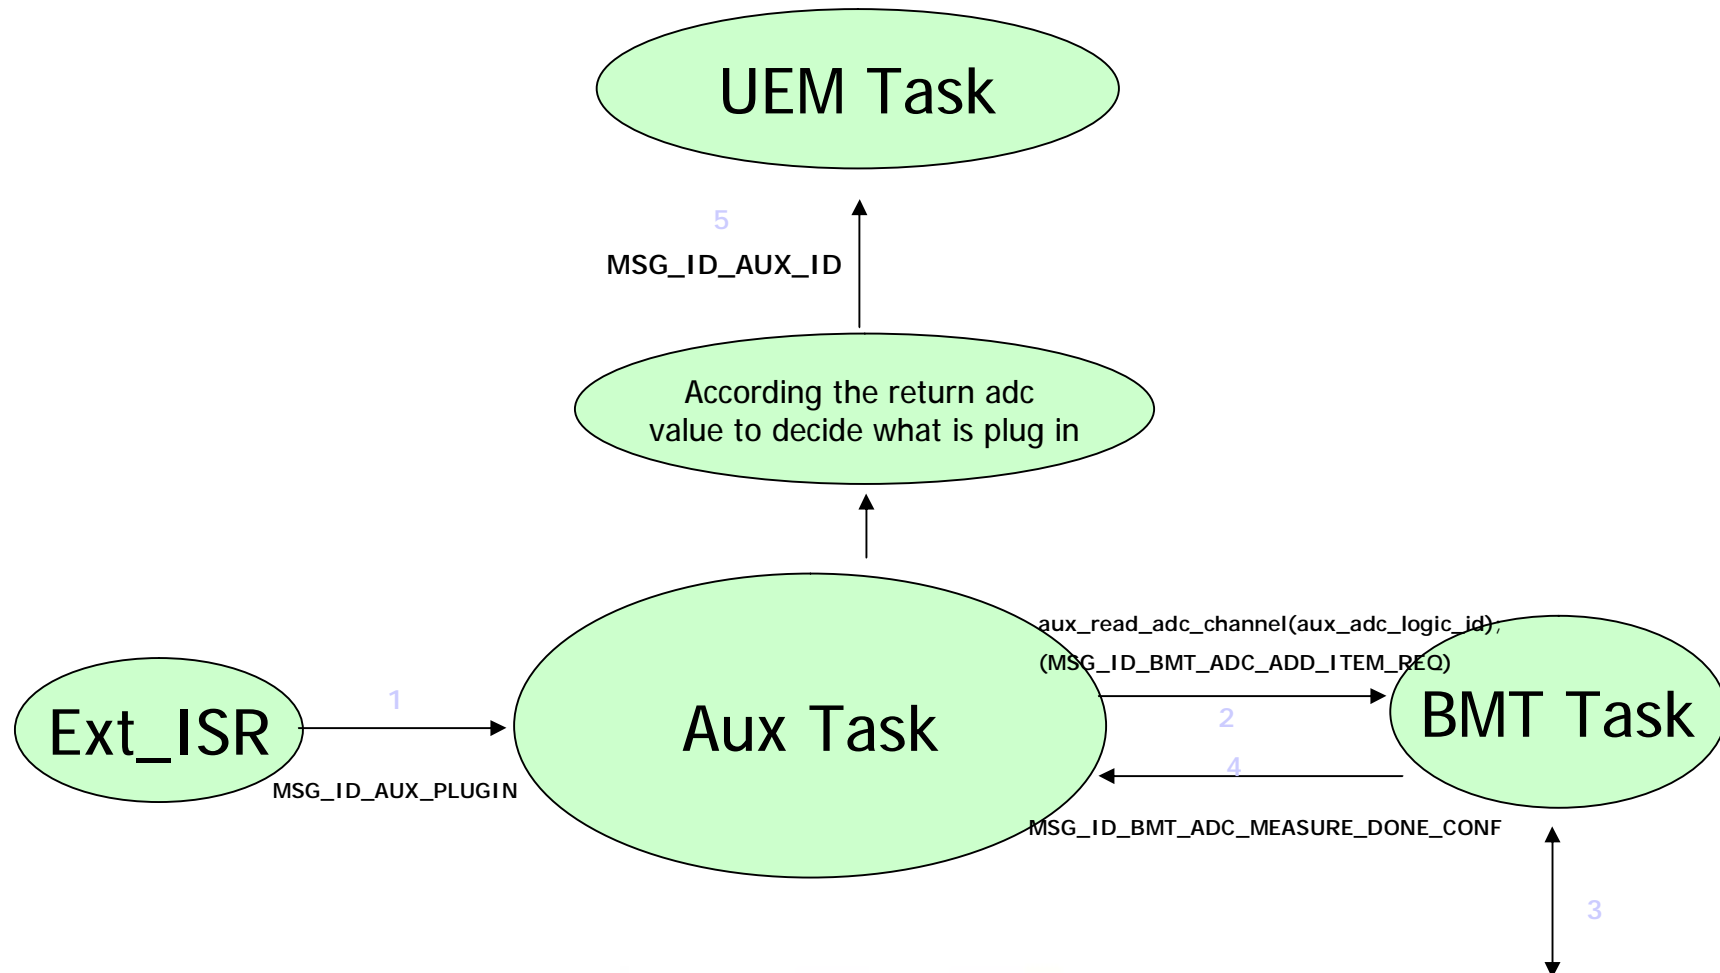 UEM Task
5
MSG_ID_AUX_ID
According the return adc
value to decide what is plug in
aux_read_adc_channel(aux_adc_logic_id);
(MSG_ID_BMT_ADC_ADD_ITEM_REQ)
Ext_ISR
1
MSG_ID_AUX_PLUGIN
Aux Task
2
4
MSG_ID_BMT_ADC_MEASURE_DONE_CONF
BMT Task
3